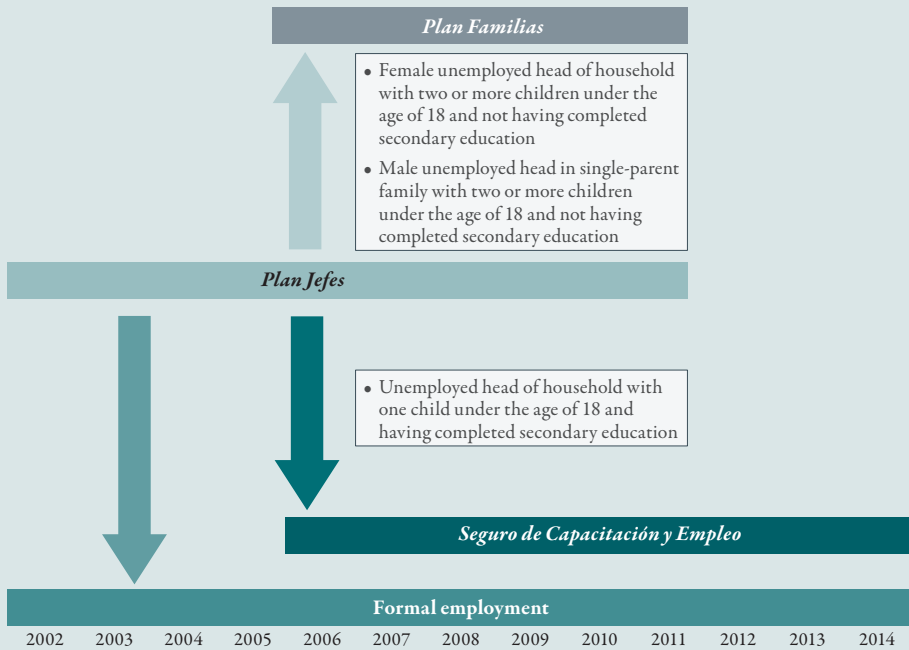 Plan Familias
• Female unemployed head of household
with two or more children under the
age of 18 and not having completed
secondary education
• Male unemployed head in single-parent
family with two or more children
under the age of 18 and not having
completed secondary education
Plan Jefes
• Unemployed head of household with
one child under the age of 18 and
having completed secondary education
Seguro de Capacitación y Empleo
Formal employment
2002 2003 2004 2005 2006 2007 2008 2009 2010 2011 2012 2013 2014